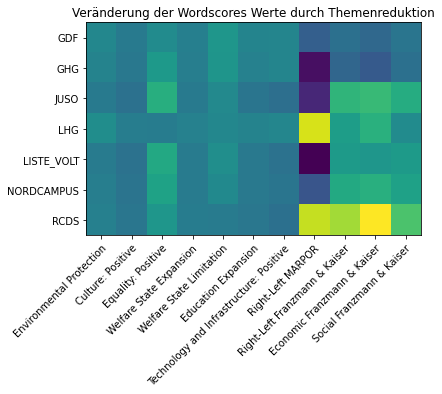 Veränderung der Wordscores Werte durch Themenreduktion
GDF
GHG
JUSO
LHG
LISTE_VOLT
NORDCAMPUS
RCDS
Environmental Protection
Culture: Positive
Equality: Positive
Welfare State Expansion
Welfare State Limitation
Education Expansion
Technology and Infrastructure: Positive
Right-Left MARPOR
Right-Left Franzmann & Kaiser
Economic Franzmann & Kaiser
Social Franzmann & Kaiser